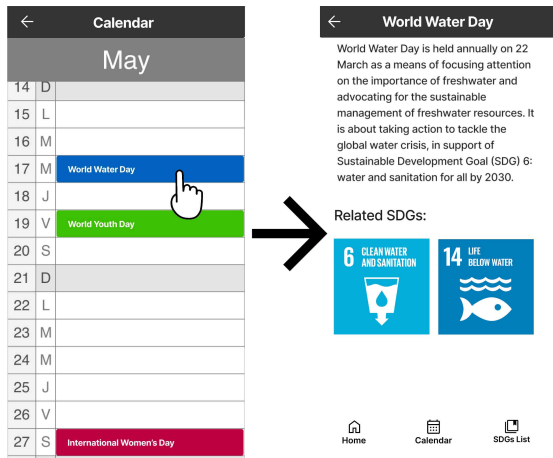 Calendar
May
14 D
15 L
16 M
17 M World Water Day
18 J
19 V World Youth Day
20 S
21 D
22 L
23 M
24 M
25 J
26 V
27 S International Women's Day
World Water Day
World Water Day is held annually on 22
March as a means of focusing attention
on the importance of freshwater and
advocating for the sustainable
management of freshwater resources. It
is about taking action to tackle the
global water crisis, in support of
Sustainable Development Goal (SDG) 6:
water and sanitation for all by 2030.
Related SDGs:
6 CLEAN WATER
AND SANITATION
14 LIFE
BELOW WATER
Home Calendar SDGs List